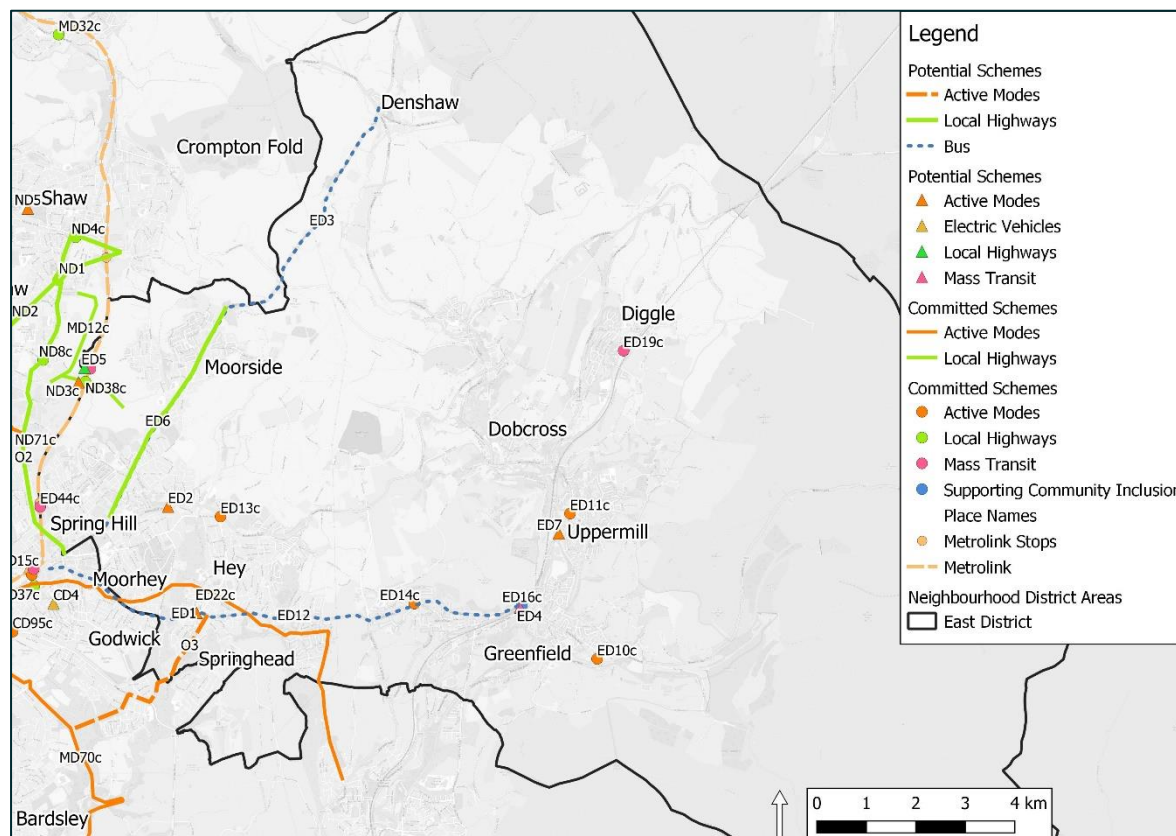 MD32c
Denshaw
Crompton Fold
ND5
Shaw
ED3
ND4c
ND1
w
ND2
MD12c
Diggle
ED19c
ND8c
ED5
Moorside
ND3c
ND38c
ED6
Dobcross
ND71c
O2
ED44c
ED2
ED13c
ED11c
Spring Hill
ED7
Uppermill
D15c
Moorhey
Hey
D37c
CD4
ED22c
ED14c
ED16c
ED1
ED12
ED4
CD95c
Godwick
O3
Springhead
Greenfield
ED10c
MD70c
Bardsley
Legend
Potential Schemes
Active Modes
Local Highways
Bus
Potential Schemes
Active Modes
Electric Vehicles
Local Highways
Mass Transit
Committed Schemes
Active Modes
Local Highways
Committed Schemes
Active Modes
Local Highways
Mass Transit
Supporting Community Inclusion
Place Names
Metrolink Stops
Metrolink
Neighbourhood District Areas
East District
0 1 2 3 4 km